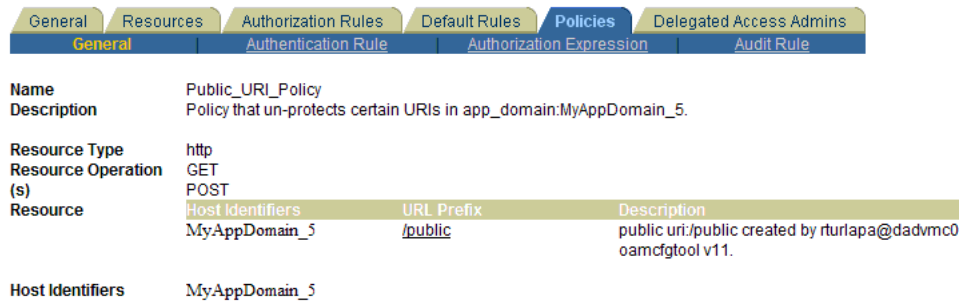 General Resources Authorization Rules Default Rules Policies Delegated Access Admins
General Authentication Rule Authorization Expression Audit Rule
Name Public_URI_Policy
Description Policy that un-protects certain URIs in app_domain:MyAppDomain_5.
Resource Type http
Resource Operation GET
(s) POST
Resource Host Identifiers URL Prefix Description
MyAppDomain_5 /public public uri:/public created by rturlapa@dadvmc0
oamcfgtool v11.
Host Identifiers MyAppDomain_5